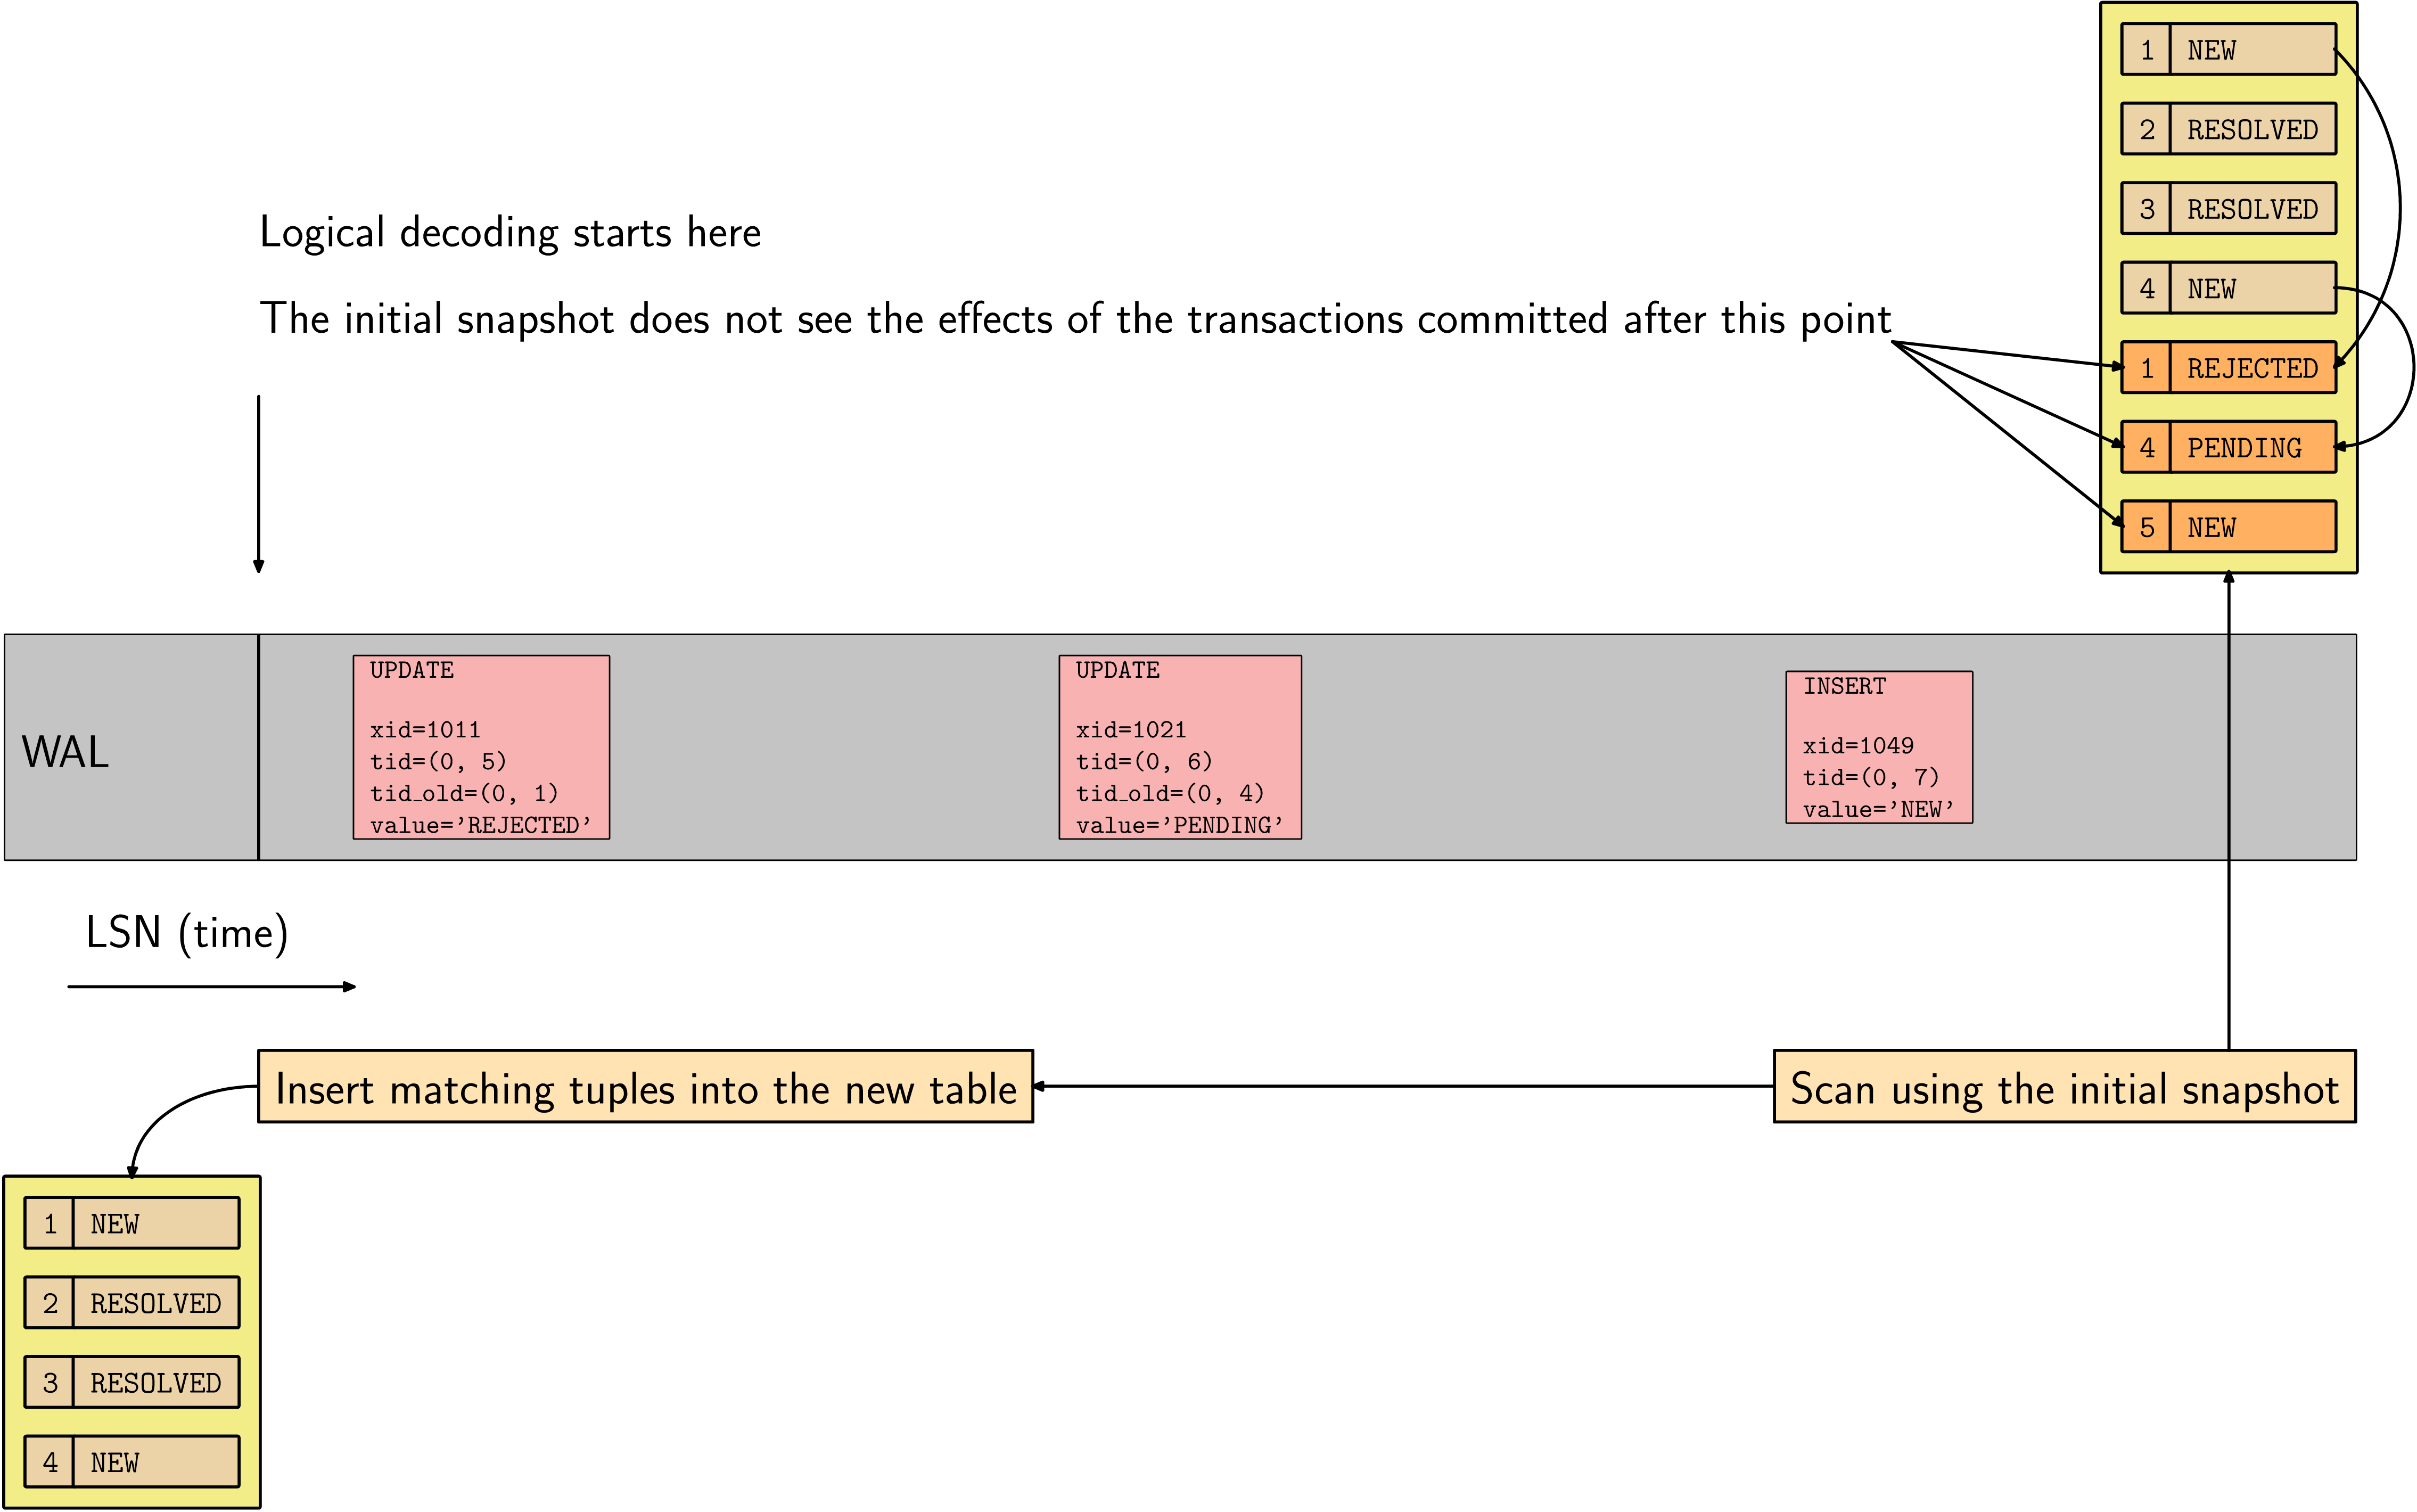 1 NEW
2 RESOLVED
3 RESOLVED
4 NEW
1 REJECTED
4 PENDING
5 NEW
Logical decoding starts here
The initial snapshot does not see the effects of the transactions committed after this point
WAL
UPDATE
xid=1011
tid=(0, 5)
tid_old=(0, 1)
value='REJECTED'
UPDATE
xid=1021
tid=(0, 6)
tid_old=(0, 4)
value='PENDING'
INSERT
xid=1049
tid=(0, 7)
value='NEW'
LSN (time)
Insert matching tuples into the new table
Scan using the initial snapshot
1 NEW
2 RESOLVED
3 RESOLVED
4 NEW